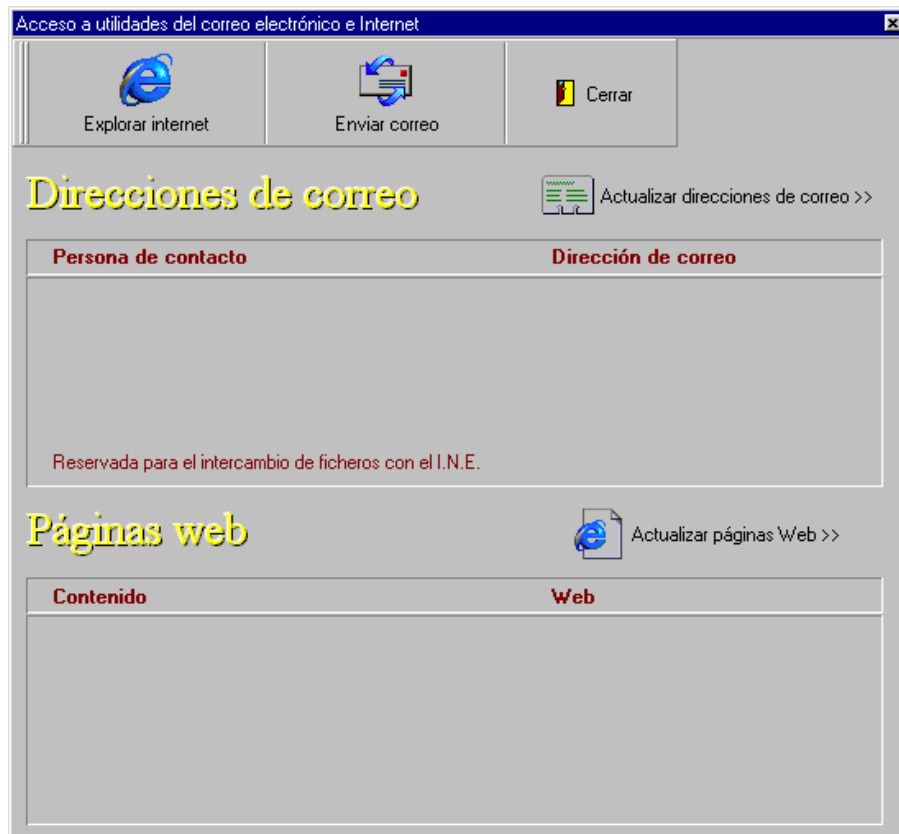 Acceso a utilidades del correo electrónico e Internet
Explorar internet
Enviar correo
Cerrar
Direcciones de correo
Actualizar direcciones de correo >>
Persona de contacto
Dirección de correo
Reservada para el intercambio de ficheros con el I.N.E.
Páginas web
Actualizar páginas Web >>
Contenido
Web